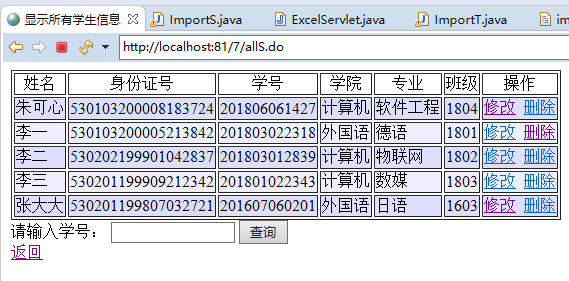 显示所有学生信息 ImportS.java ExcelServlet.java ImportT.java im
http://localhost:81/7/allS.do
姓名 身份证号 学号 学院 专业 班级 操作
朱可心 530103200008183724 201806061427 计算机 软件工程 1804 修改 删除
李一 530103200005213842 201803022318 外国语 德语 1801 修改 删除
李二 530202199901042837 201803012839 计算机 物联网 1802 修改 删除
李三 530201199909212342 201801022343 计算机 数媒 1803 修改 删除
张大大 530201199807032721 201607060201 外国语 日语 1603 修改 删除
请输入学号： 查询
返回